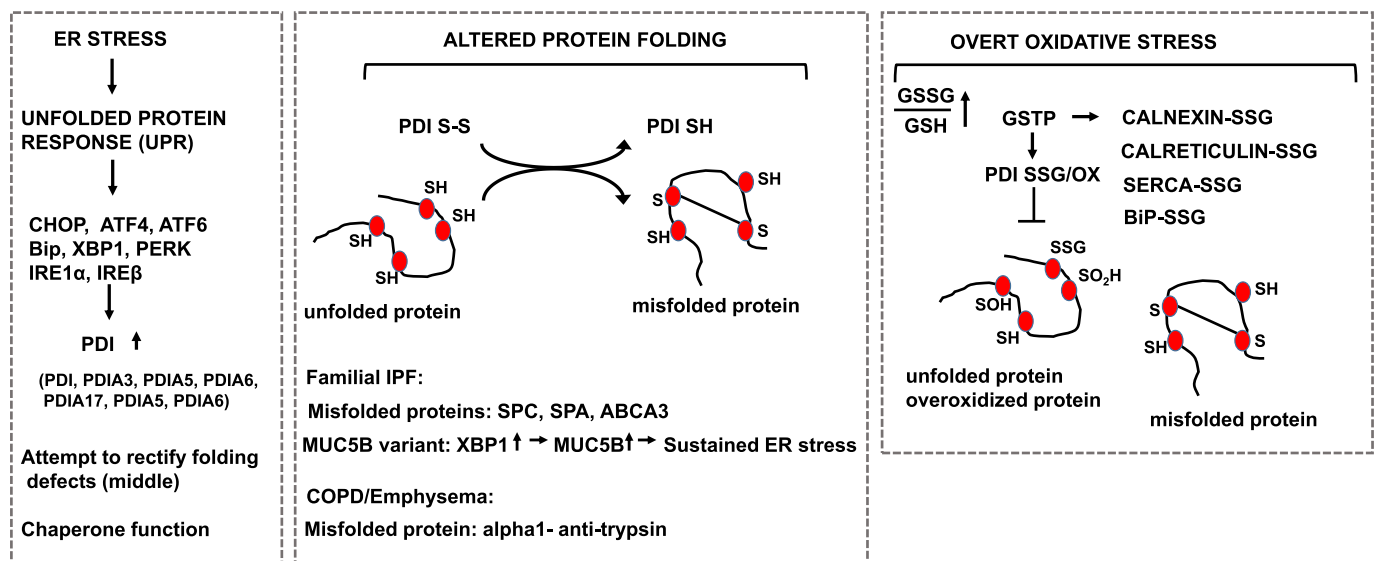 ER STRESS
UNFOLDED PROTEIN
RESPONSE (UPR)
CHOP, ATF4, ATF6
Bip, XBP1, PERK
IRE1α, IREβ
PDI
(PDI, PDIA3, PDIA5, PDIA6,
PDIA17, PDIA5, PDIA6)
Attempt to rectify folding
defects (middle)
Chaperone function
ALTERED PROTEIN FOLDING
PDI S-S
PDI SH
SH
SH
SH
SH
unfolded protein
S
SH
SH
S
misfolded protein
Familial IPF:
Misfolded proteins: SPC, SPA, ABCA3
MUC5B variant: XBP1 ⬆ ➞ MUC5B ⬆ ➞ Sustained ER stress
COPD/Emphysema:
Misfolded protein: alpha1- anti-trypsin
OVERT OXIDATIVE STRESS
GSSG
GSH
GSTP
CALNEXIN-SSG
CALRETICULIN-SSG
SERCA-SSG
BiP-SSG
PDI SSG/OX
SSG
SO₂H
SOH
SH
unfolded protein
overoxidized protein
S
SH
SH
S
misfolded protein